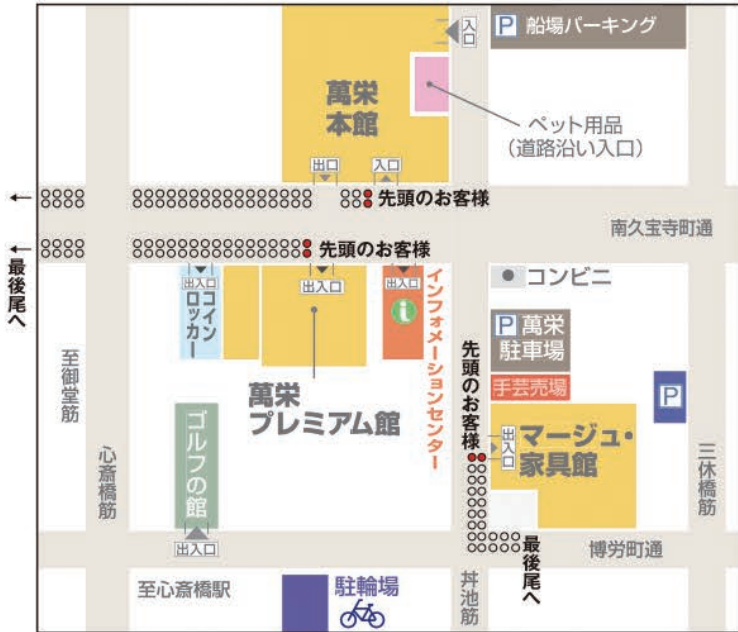 入口
P 船場パーキング
萬栄
本館
ペット用品
(道路沿い入口)
出口
入口
←
先頭のお客様
南久宝寺町通
←
先頭のお客様
最後尾へ
出入口
コイン
ロッカー
出入口
出入口
i
インフォメーションセンター
コンビニ
P 萬栄
駐車場
手芸売場
P
先頭のお客様
至御堂筋
萬栄
プレミアム館
出入口
マージュ・
家具館
ゴルフの館
心斎橋筋
三休橋筋
出入口
最後尾へ
博労町通
至心斎橋駅
駐輪場
丼池筋